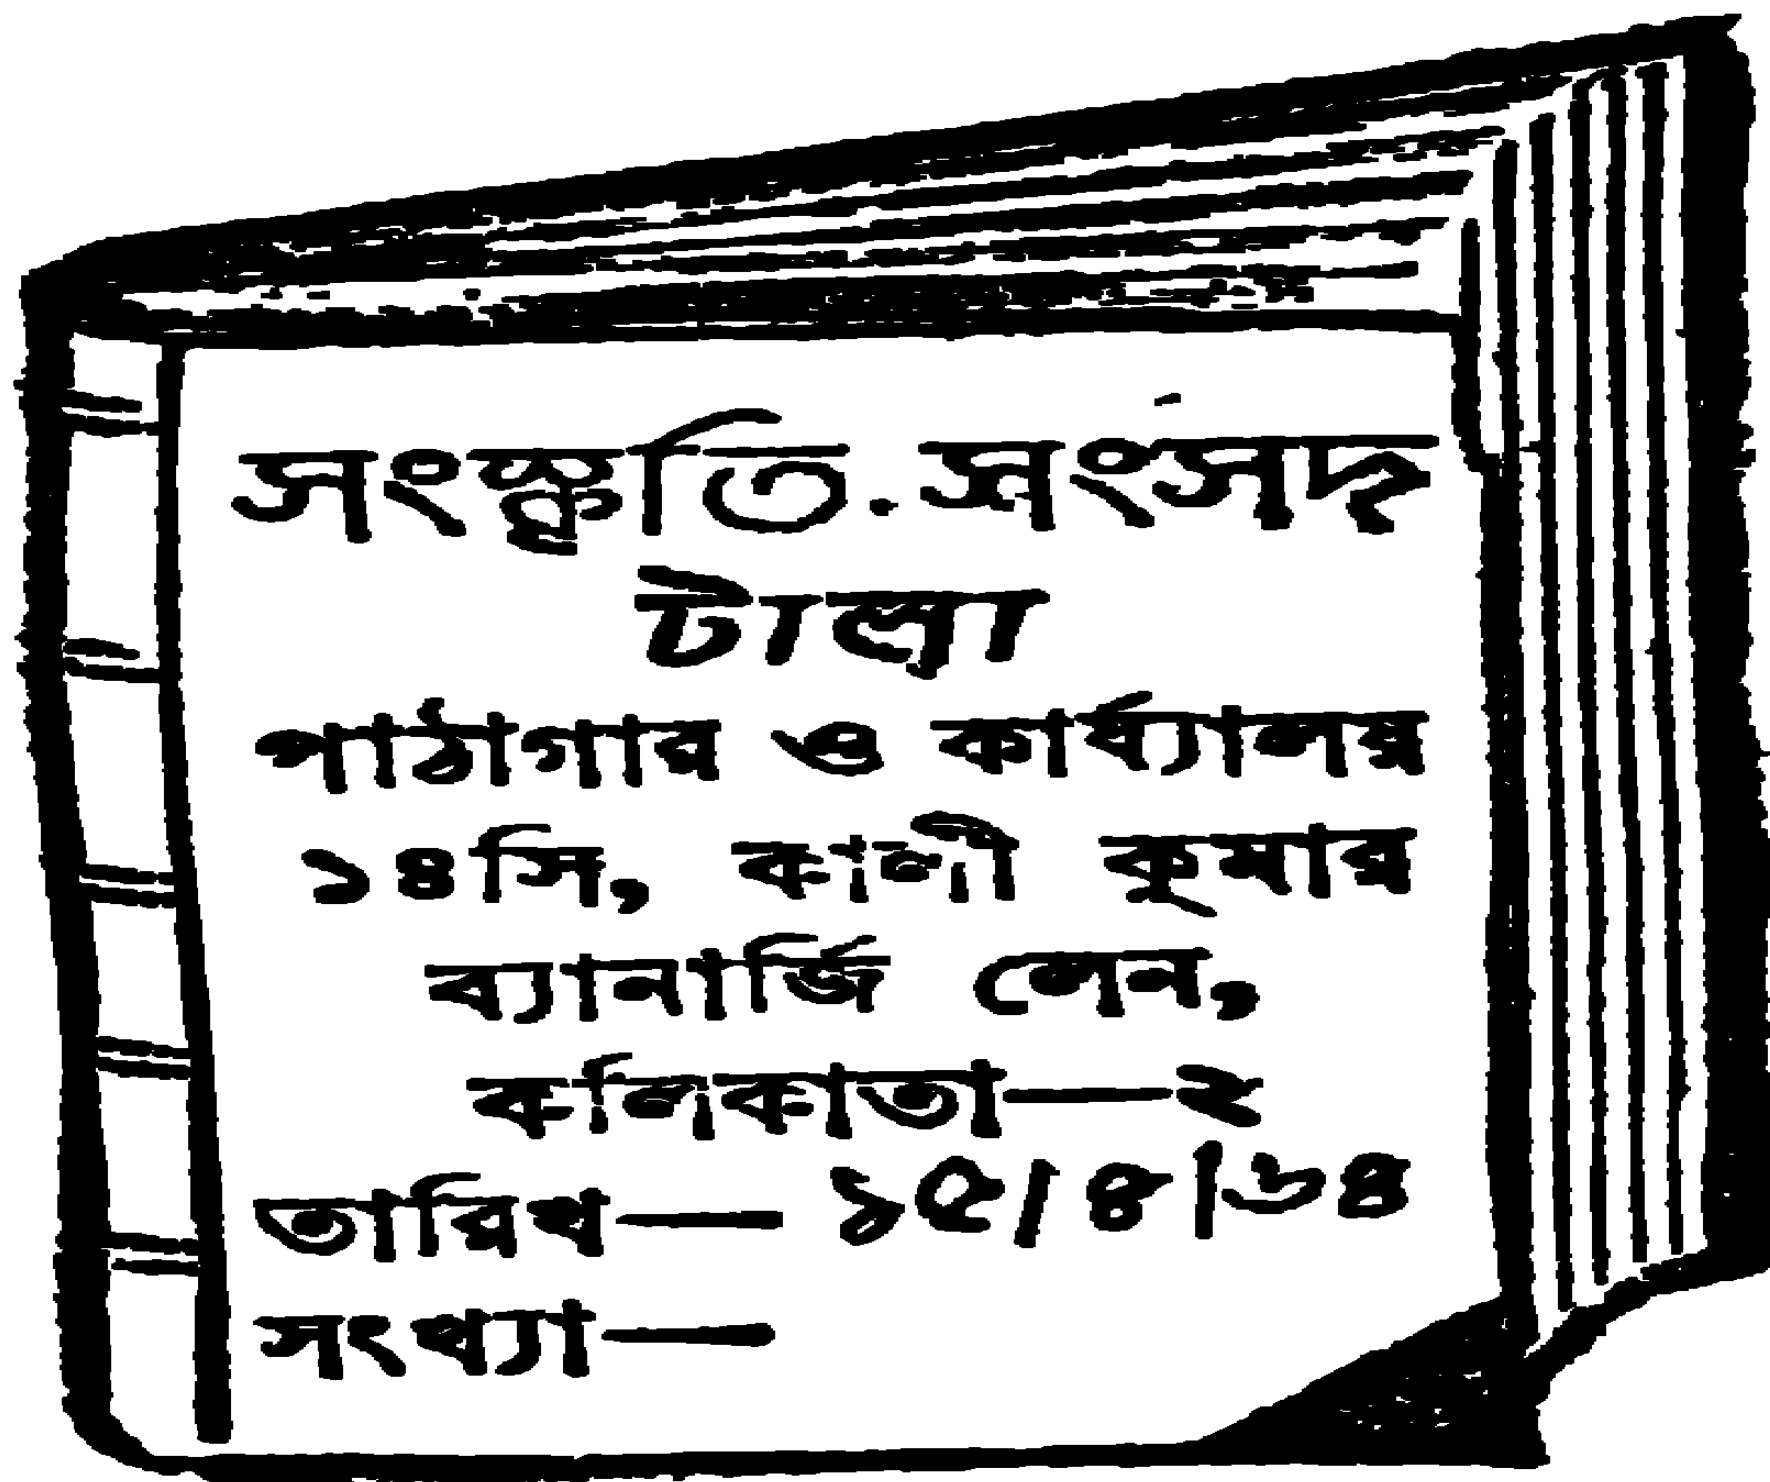 সংস্কৃতি. সংসদ
টালা
পাঠাগার ও কার্য্যালয়
১৪সি, কালী কুমার
ব্যানার্জি লেন,
কলিকাতা—২
তারিখ— ১৫/৪/৬৪
সংখ্যা—